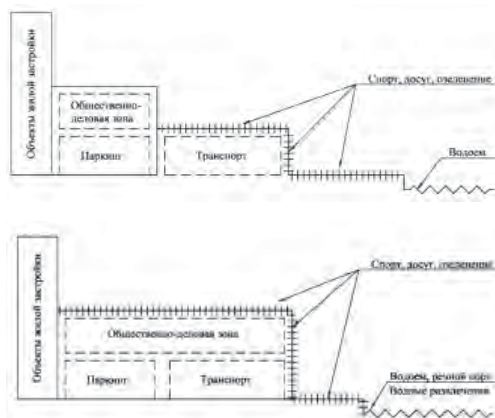 Объекты жилой застройки
Общественно-
деловая зона
Паркинг
Транспорт
Спорт, досуг, озеленение
Водоем
Объекты жилой застройки
Общественно-деловая зона
Паркинг
Транспорт
Спорт, досуг, озеленение
Водоем, речной порт
Водные развлечения